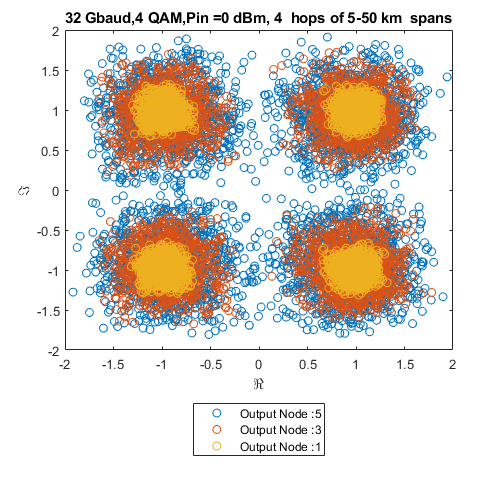 32 Gbaud,4 QAM,Pin =0 dBm, 4 hops of 5-50 km spans
2
1.5
1
0.5
0
-0.5
-1
-1.5
-2
ℑ
-2 -1.5 -1 -0.5 0 0.5 1 1.5 2
ℜ
Output Node :5
Output Node :3
Output Node :1